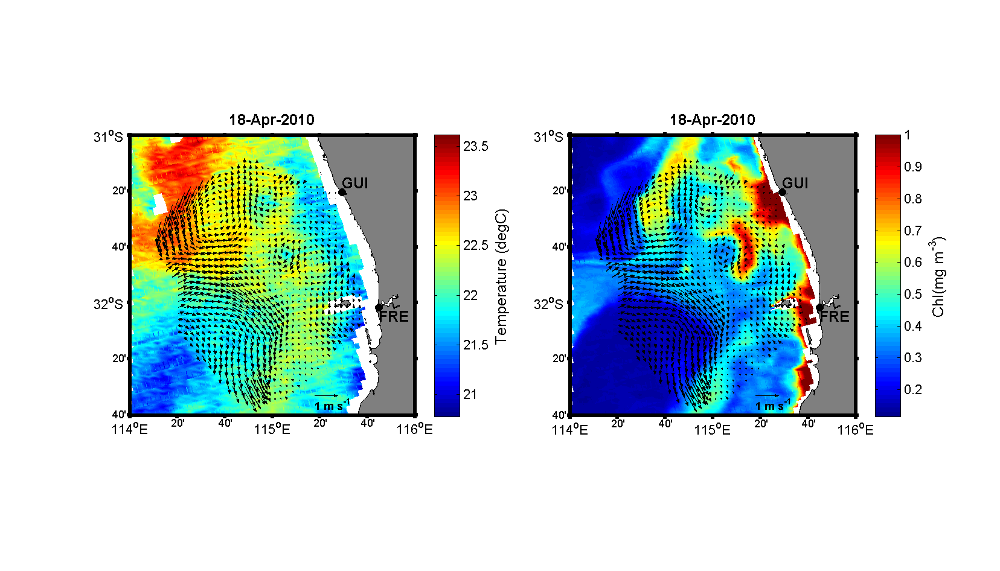 18-Apr-2010
31°S
20'
40'
32°S
20'
40'
114°E
20'
40'
115°E
20'
40'
116°E
GUI
FRE
1 m s-1
23.5
23
22.5
22
21.5
21
Temperature (degC)
18-Apr-2010
31°S
20'
40'
32°S
20'
40'
114°E
20'
40'
115°E
20'
40'
116°E
GUI
FRE
1 m s-1
1
0.9
0.8
0.7
0.6
0.5
0.4
0.3
0.2
Chl(mg m-3)